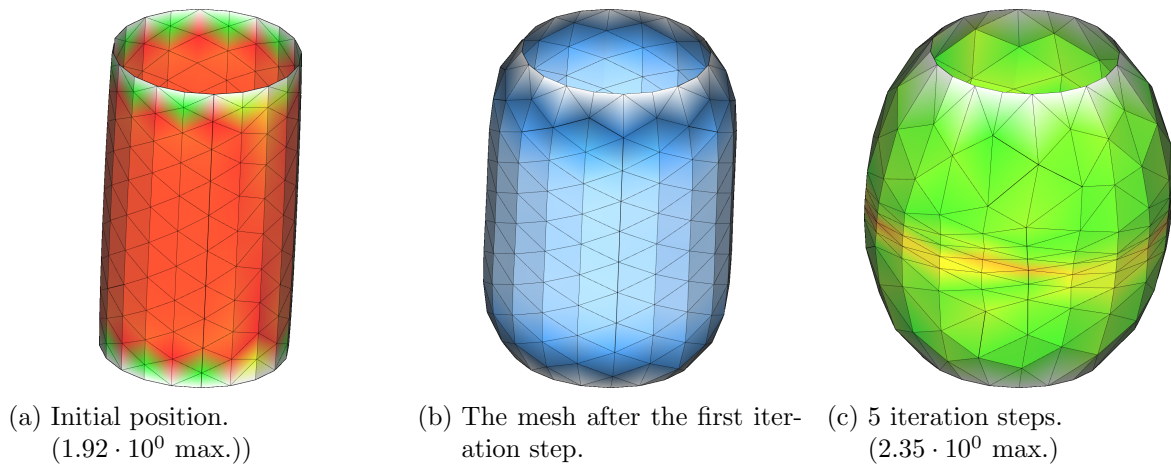 (a) Initial position.
(1.92 · 10⁰ max.))
(b) The mesh after the first iter-
ation step.
(c) 5 iteration steps.
(2.35 · 10⁰ max.)